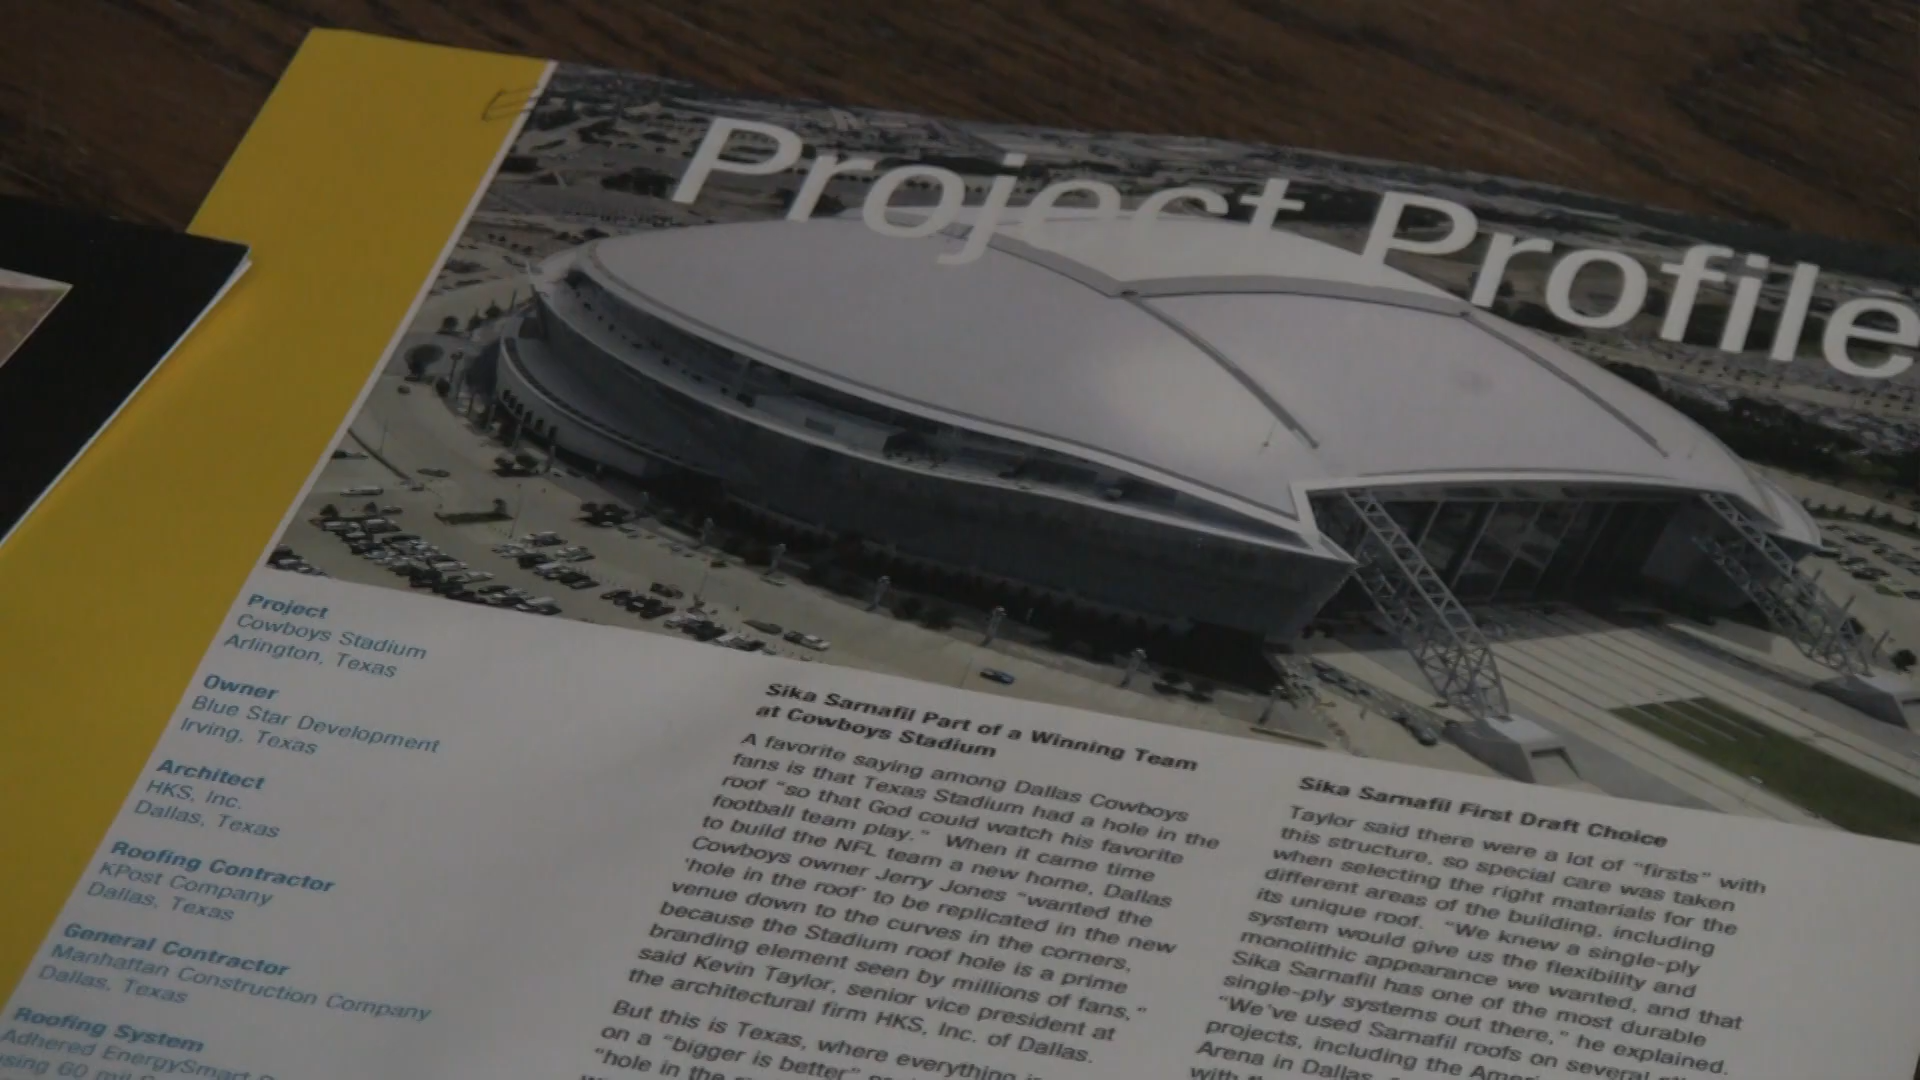 Project Profile
Project
Cowboys Stadium
Arlington, Texas
Owner
Blue Star Development
Irving, Texas
Architect
HKS, Inc.
Dallas, Texas
Roofing Contractor
KPost Company
Dallas, Texas
General Contractor
Manhattan Construction Company
Dallas, Texas
Roofing System
Adhered EnergySmart
60 mil
Sika Sarnafil Part of a Winning Team
at Cowboys Stadium
A favorite saying among Dallas Cowboys
fans is that Texas Stadium had a hole in the
roof "so that God could watch his favorite
football team play." When it came time
to build the NFL team a new home, Dallas
Cowboys owner Jerry Jones "wanted the
'hole in the roof' to be replicated in the new
venue down to the curves in the corners,
because the Stadium roof hole is a prime
branding element seen by millions of fans,"
said Kevin Taylor, senior vice president at
the architectural firm HKS, Inc. of Dallas.
But this is Texas, where everything
on a "bigger is better"
"hole in the
Sika Sarnafil First Draft Choice
Taylor said there were a lot of "firsts" with
this structure, so special care was taken
when selecting the right materials for the
different areas of the building, including
its unique roof. "We knew a single-ply
system would give us the flexibility and
monolithic appearance we wanted, and that
Sika Sarnafil has one of the most durable
single-ply systems out there," he explained.
"We've used Sarnafil roofs on several
projects, including the
Arena in Dallas,